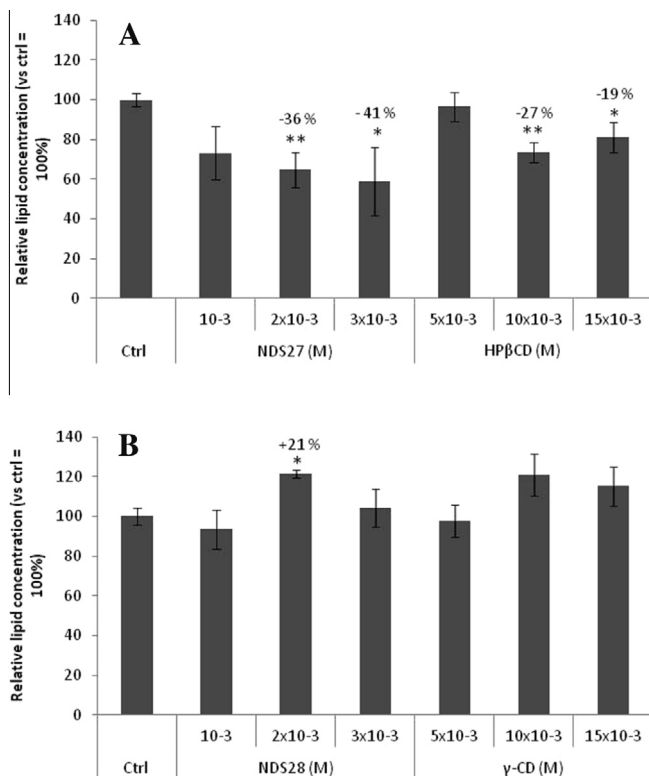 A
Relative lipid concentration (vs ctrl =
100%)
140
120
100
80
60
40
20
0
-36 %
**
- 41 %
*
-27 %
**
-19 %
*
10-3
2x10-3
3x10-3
5x10-3
10x10-3
15x10-3
Ctrl
NDS27 (M)
HPβCD (M)
B
Relative lipid concentration (vs ctrl =
100%)
140
120
100
80
60
40
20
0
+21 %
*
10-3
2x10-3
3x10-3
5x10-3
10x10-3
15x10-3
Ctrl
NDS28 (M)
γ-CD (M)